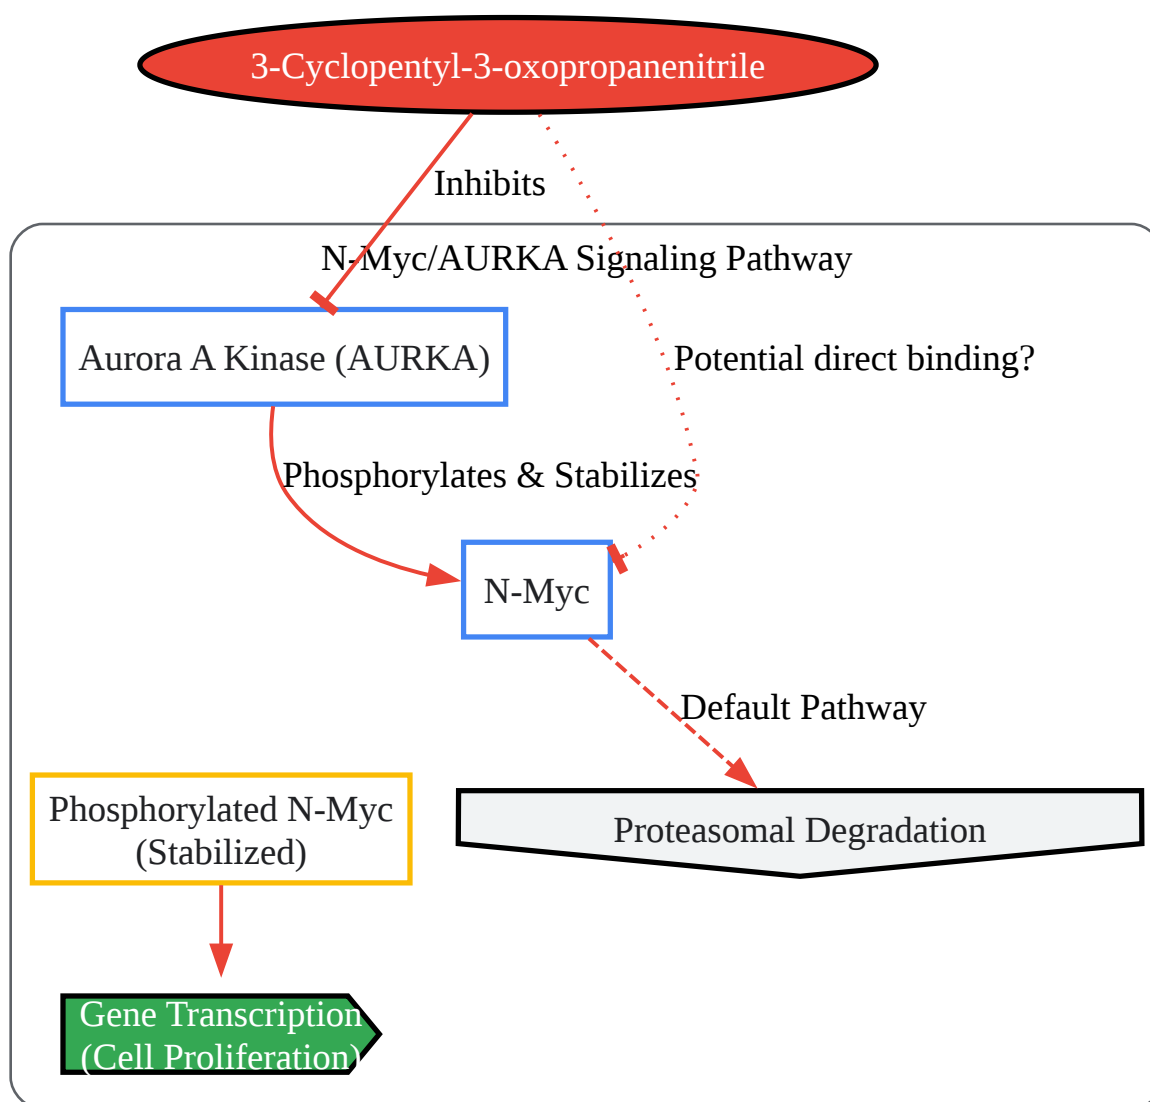 3-Cyclopentyl-3-oxopropanenitrile
Inhibits
N-Myc/AURKA Signaling Pathway
Aurora A Kinase (AURKA)
Potential direct binding?
Phosphorylates & Stabilizes
N-Myc
Default Pathway
Phosphorylated N-Myc
(Stabilized)
Proteasomal Degradation
Gene Transcription
(Cell Proliferation)